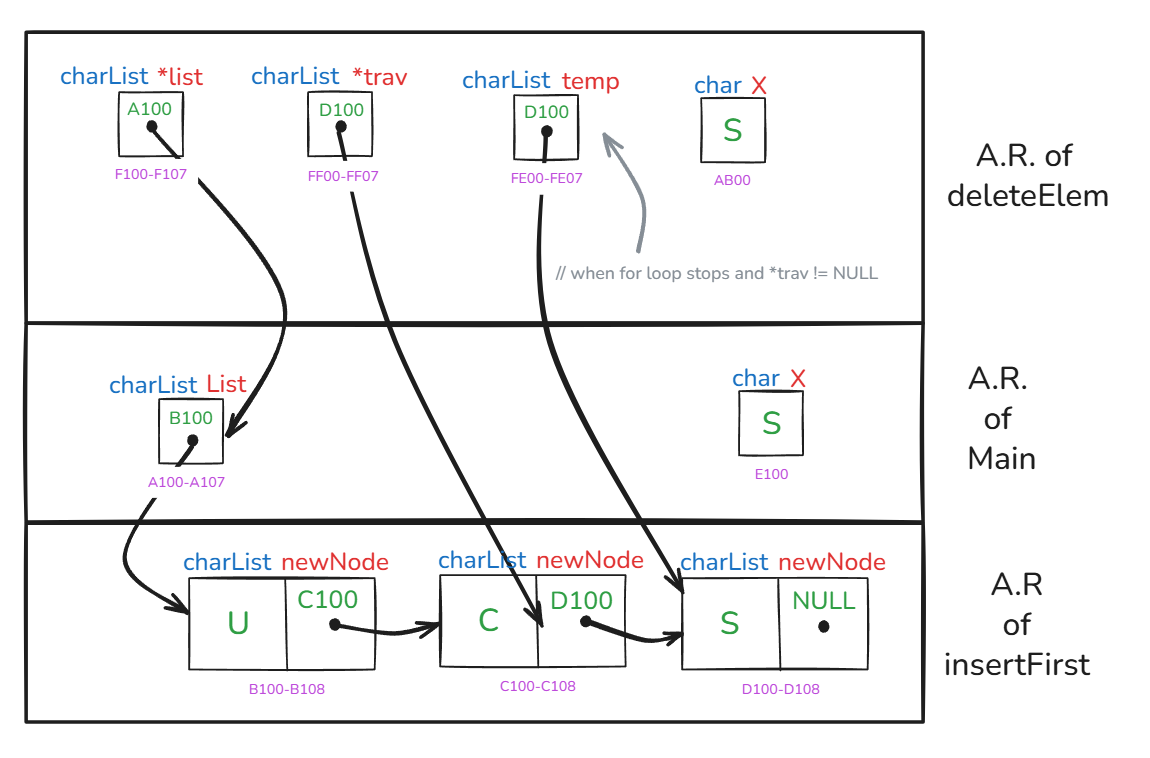 charList *list
charList *trav
charList temp
char X
A100
D100
D100
S
F100-F107
FF00-FF07
FE00-FE07
AB00
A.R. of
deleteElem
// when for loop stops and *trav != NULL
charList List
char X
B100
S
A100-A107
E100
A.R.
of
Main
charList newNode
charList newNode
charList newNode
U
C100
C
D100
S
NULL
B100-B108
C100-C108
D100-D108
A.R
of
insertFirst